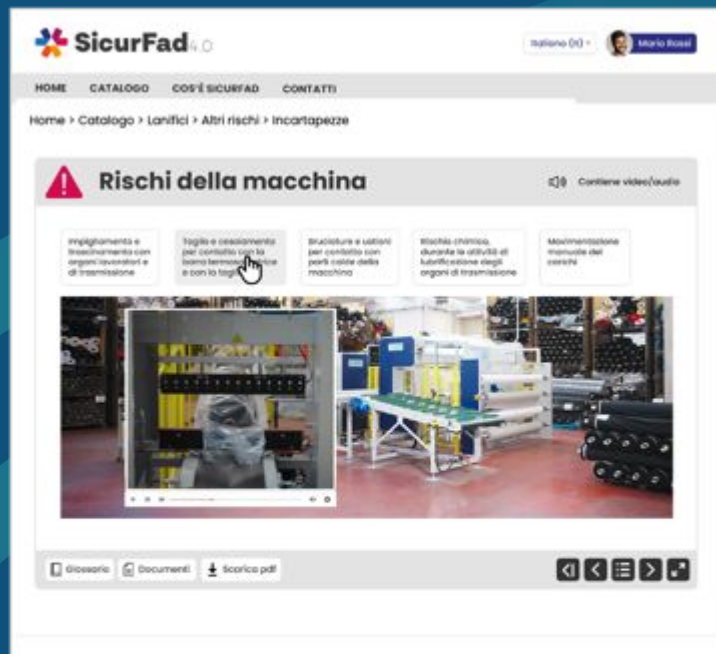 SicurFad 4.0
Italiano (it)
Mario Rossi
HOME CATALOGO COS'È SICURFAD CONTATTI
Home > Catalogo > Lanifici > Altri rischi > Incartapezze
Rischi della macchina
Contiene video/audio
Impigliamento e
trascinamento con
organi lavoratori e
di trasmissione
Taglio e cesoiamento
per contatto con la
barra
e con la
Bruciature e ustioni
per contatto con
parti calde della
macchina
Rischio chimico,
durante le attività di
lubrificazione degli
organi di trasmissione
Movimentazione
manuale dei
carichi
Glossario
Documenti
Scarica pdf